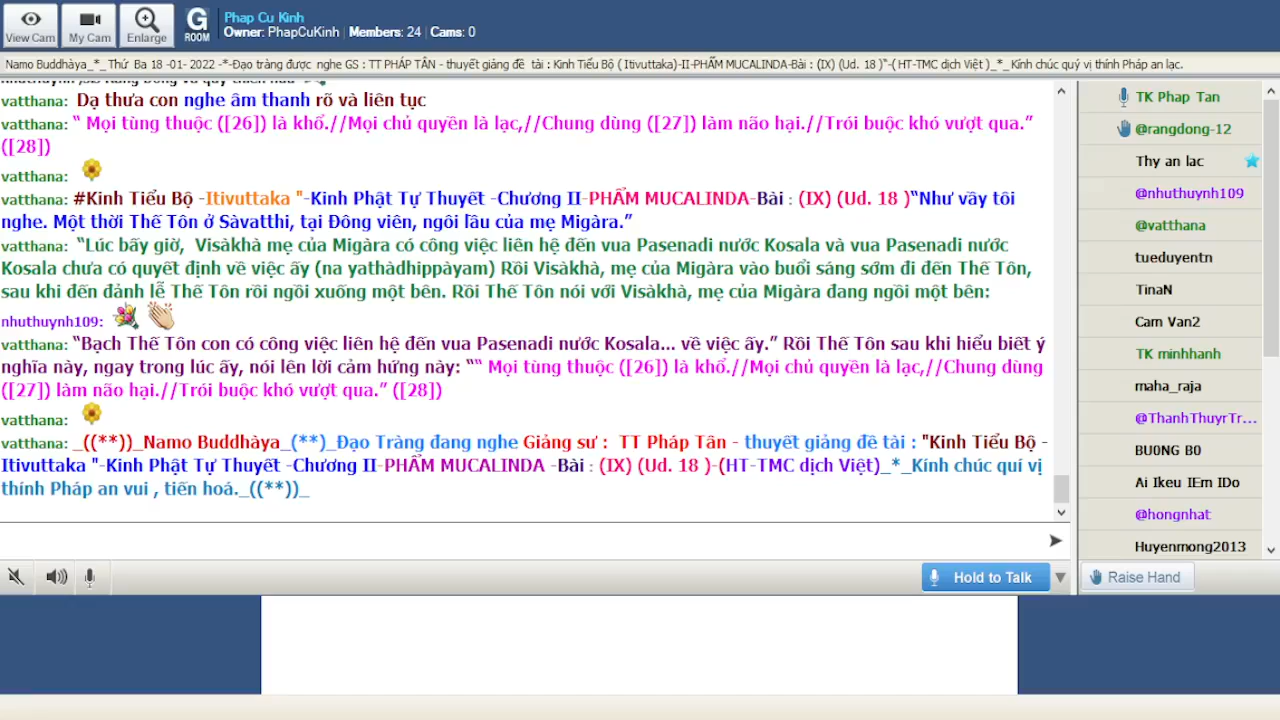 View Cam
My Cam
Enlarge
G
ROOM
Phap Cu Kinh
Owner: PhapCuKinh | Members: 24 | Cams: 0
Namo Buddhàya_*_Thứ Ba 18 -01- 2022 -*-Đạo tràng được nghe GS : TT PHÁP TÂN - thuyết giảng đề tài : Kinh Tiểu Bộ ( Itivuttaka)-II-PHẨM MUCALINDA-Bài : (IX) (Ud. 18 )"-( HT-TMC dịch Việt )_*_ Kính chúc quý vị thính Pháp an lạc.
vatthana: Dạ thưa con nghe âm thanh rõ và liên tục
vatthana: “ Mọi tùng thuộc ([26]) là khổ.//Mọi chủ quyền là lạc,//Chung dùng ([27]) làm não hại.//Trói buộc khó vượt qua.”
([28])
vatthana:
vatthana: #Kinh Tiểu Bộ -Itivuttaka "-Kinh Phật Tự Thuyết -Chương II-PHẨM MUCALINDA-Bài : (IX) (Ud. 18 )“Như vầy tôi
nghe. Một thời Thế Tôn ở Sàvatthi, tại Đông viên, ngôi lầu của mẹ Migàra.”
vatthana: “Lúc bấy giờ, Visàkhà mẹ của Migàra có công việc liên hệ đến vua Pasenadi nước Kosala và vua Pasenadi nước
Kosala chưa có quyết định về việc ấy (na yathàdhippàyam) Rồi Visàkhà, mẹ của Migàra vào buổi sáng sớm đi đến Thế Tôn,
sau khi đến đảnh lễ Thế Tôn rồi ngồi xuống một bên. Rồi Thế Tôn nói với Visàkhà, mẹ của Migàra đang ngồi một bên:
nhuthuynh109:
vatthana: “Bạch Thế Tôn con có công việc liên hệ đến vua Pasenadi nước Kosala... về việc ấy.” Rồi Thế Tôn sau khi hiểu biết ý
nghĩa này, ngay trong lúc ấy, nói lên lời cảm hứng này: ““ Mọi tùng thuộc ([26]) là khổ.//Mọi chủ quyền là lạc,//Chung dùng
([27]) làm não hại.//Trói buộc khó vượt qua.” ([28])
vatthana:
vatthana: _((**))_Namo Buddhàya_(**)_Đạo Tràng đang nghe Giảng sư : TT Pháp Tân - thuyết giảng đề tài : "Kinh Tiểu Bộ -
Itivuttaka "-Kinh Phật Tự Thuyết -Chương II-PHẨM MUCALINDA -Bài : (IX) (Ud. 18 )-(HT-TMC dịch Việt)_*_Kính chúc quí vị
thính Pháp an vui , tiến hoá._((**))_
Hold to Talk
TK Phap Tan
@rangdong-12
Thy an lac
@nhuthuynh109
@vatthana
tueduyentn
TinaN
Cam Van2
TK minhhanh
maha_raja
@ThanhThuyrTr...
BU0NG B0
Ai Ikeu IEm IDo
@hongnhat
Huyenmong2013
Raise Hand